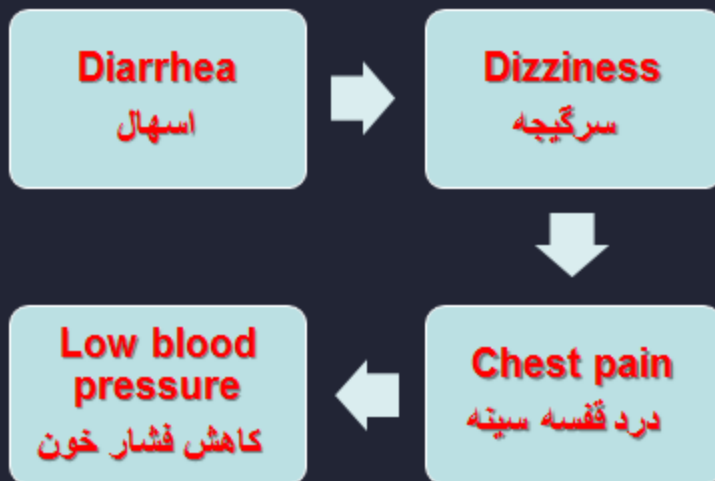 Diarrhea
اسهال
Dizziness
سرگیجه
Chest pain
درد قفسه سینه
Low blood
pressure
کاهش فشار خون